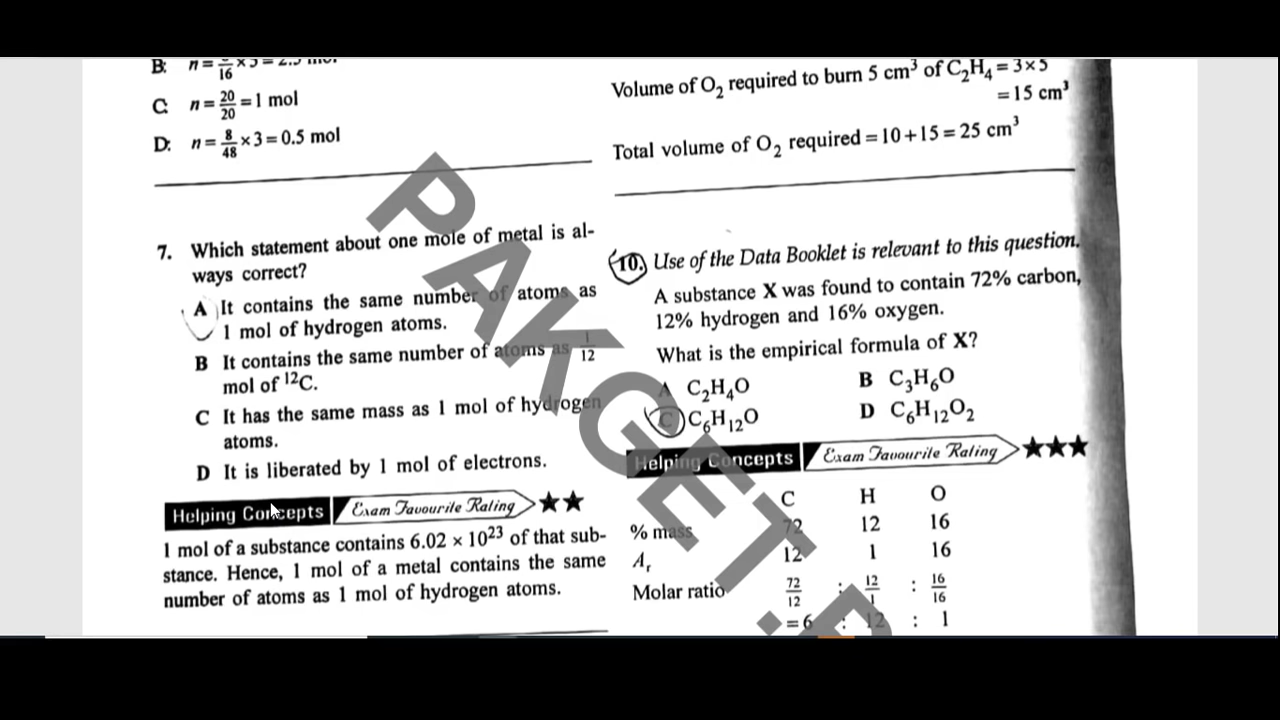 B: n = /16 × 5 = 2.5 mol
C: n = 20/20 = 1 mol
D: n = 8/48 × 3 = 0.5 mol
7. Which statement about one mole of metal is al-
ways correct?
A It contains the same number of atoms as
1 mol of hydrogen atoms.
B It contains the same number of atoms as 1/12
mol of ¹²C.
C It has the same mass as 1 mol of hydrogen
atoms.
D It is liberated by 1 mol of electrons.
Helping Concepts Exam Favourite Rating ★★
1 mol of a substance contains 6.02 × 10²³ of that sub-
stance. Hence, 1 mol of a metal contains the same
number of atoms as 1 mol of hydrogen atoms.
Volume of O₂ required to burn 5 cm³ of C₂H₄ = 3×5
= 15 cm³
Total volume of O₂ required = 10 + 15 = 25 cm³
10. Use of the Data Booklet is relevant to this question.
A substance X was found to contain 72% carbon,
12% hydrogen and 16% oxygen.
What is the empirical formula of X?
A C₂H₄O B C₃H₆O
C C₆H₁₂O D C₆H₁₂O₂
Helping Concepts Exam Favourite Rating ★★★
C H O
% mass 72 12 16
Aᵣ 12 1 16
Molar ratio 72/12 : 12/1 : 16/16
= 6 : 12 : 1
PAKGET.P